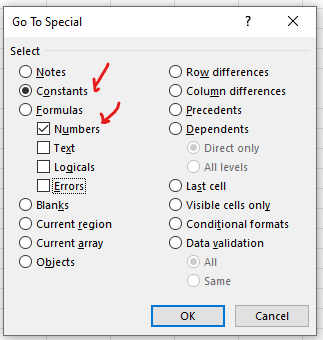 Go To Special
?
Select
Notes
Constants
Formulas
Numbers
Text
Logicals
Errors
Blanks
Current region
Current array
Objects
Row differences
Column differences
Precedents
Dependents
Direct only
All levels
Last cell
Visible cells only
Conditional formats
Data validation
All
Same
OK
Cancel